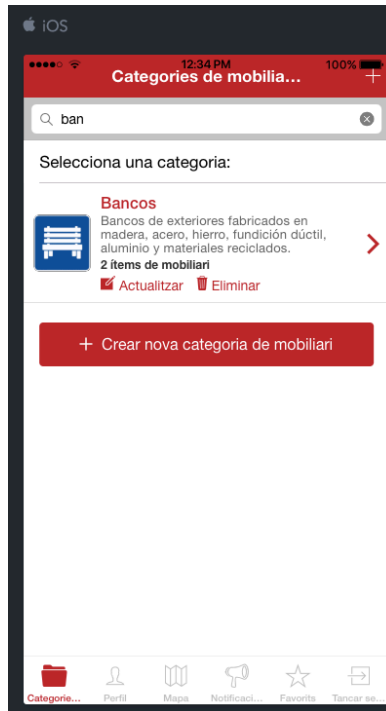 iOS
12:34 PM
100%
Categories de mobilia...
ban
Selecciona una categoria:
Bancos
Bancos de exteriores fabricados en
madera, acero, hierro, fundición dúctil,
aluminio y materiales reciclados.
2 ítems de mobiliari
Actualitzar Eliminar
+ Crear nova categoria de mobiliari
Categorie... Perfil Mapa Notificaci... Favorits Tancar se...